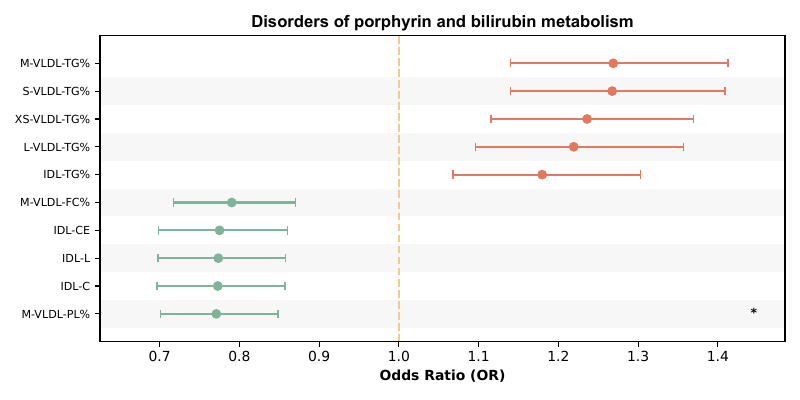 Disorders of porphyrin and bilirubin metabolism
M-VLDL-TG%
S-VLDL-TG%
XS-VLDL-TG%
L-VLDL-TG%
IDL-TG%
M-VLDL-FC%
IDL-CE
IDL-L
IDL-C
M-VLDL-PL% *
0.7 0.8 0.9 1.0 1.1 1.2 1.3 1.4
Odds Ratio (OR)